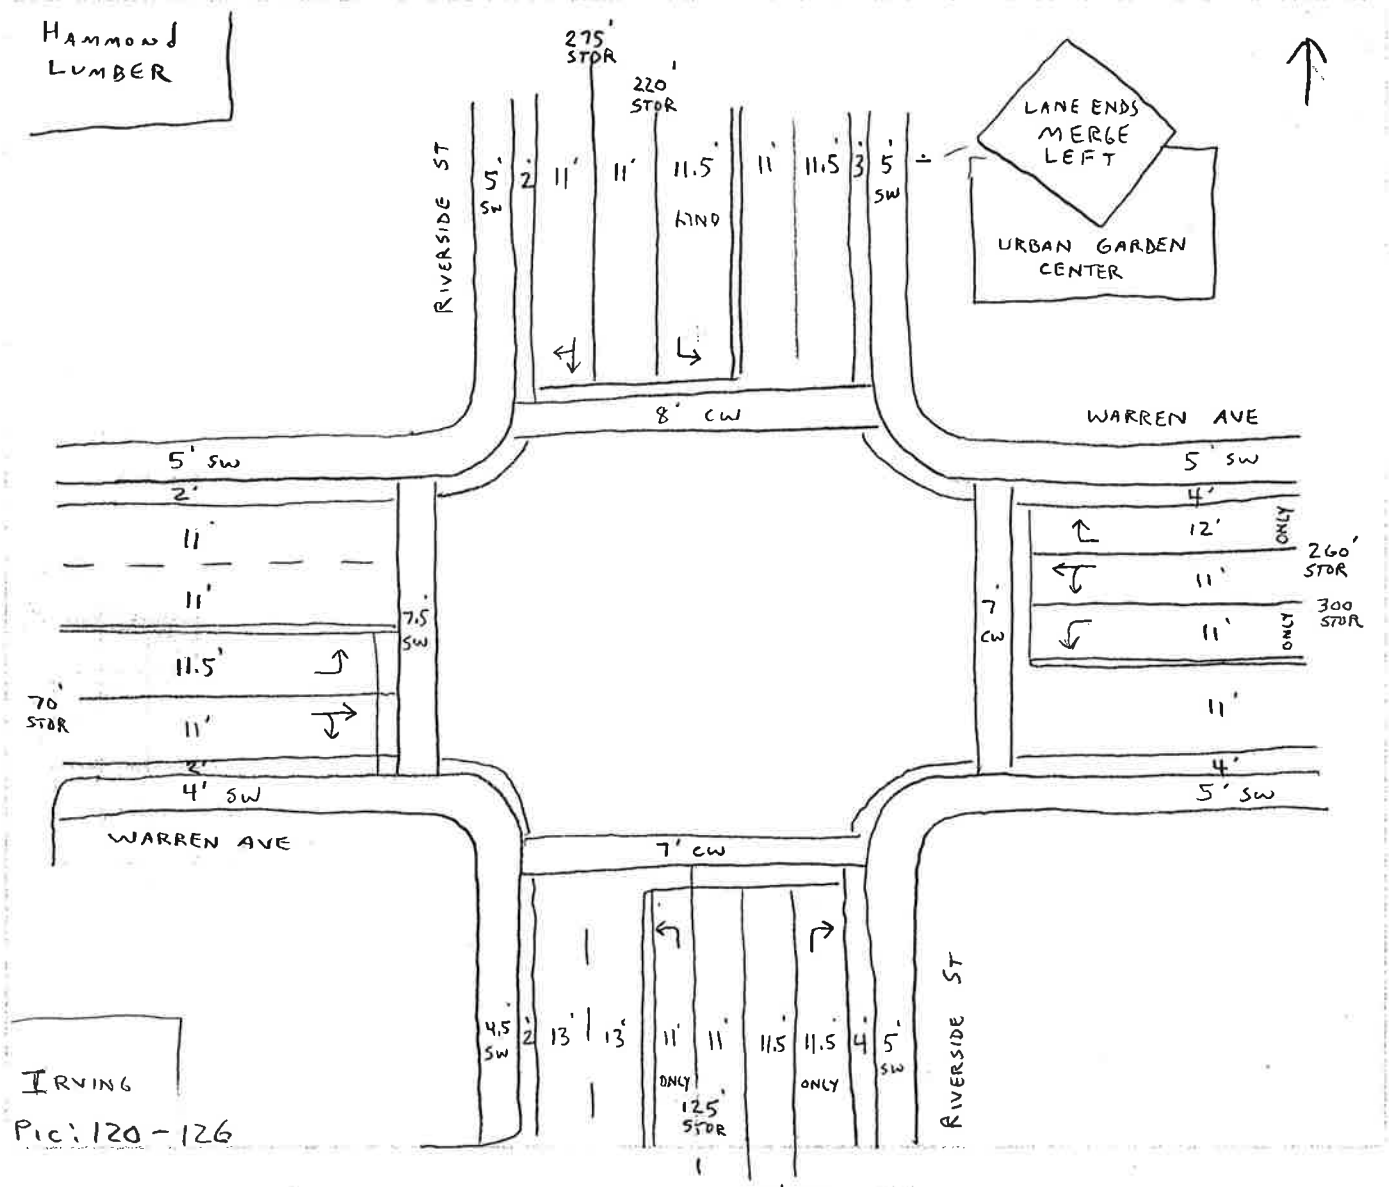 HAMMOND
LUMBER
275'
STOR
220'
STOR
LANE ENDS
MERGE
LEFT
URBAN GARDEN
CENTER
RIVERSIDE ST
5'
SW
2'
11'
11'
11.5'
11'
11.5'
3'
5'
SW
8' CW
WARREN AVE
5' SW
2'
11'
11'
11.5'
11'
2'
4' SW
70'
STOR
WARREN AVE
7.5'
SW
5' SW
4'
12'
ONLY
260'
STOR
11'
300
STOR
11'
ONLY
11'
4'
5' SW
7'
CW
7' CW
4.5'
SW
2'
13'
13'
11'
ONLY
11'
125'
STOR
11.5'
11.5'
ONLY
4'
5'
SW
RIVERSIDE ST
IRVING
PIC: 120-126